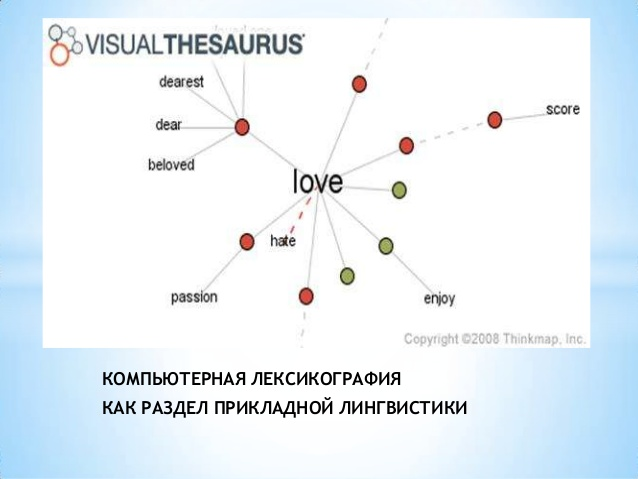 VISUALTHESAURUS
dearest
dear
beloved
love
score
hate
passion
enjoy
Copyright ©2008 Thinkmap, Inc.
КОМПЬЮТЕРНАЯ ЛЕКСИКОГРАФИЯ
КАК РАЗДЕЛ ПРИКЛАДНОЙ ЛИНГВИСТИКИ